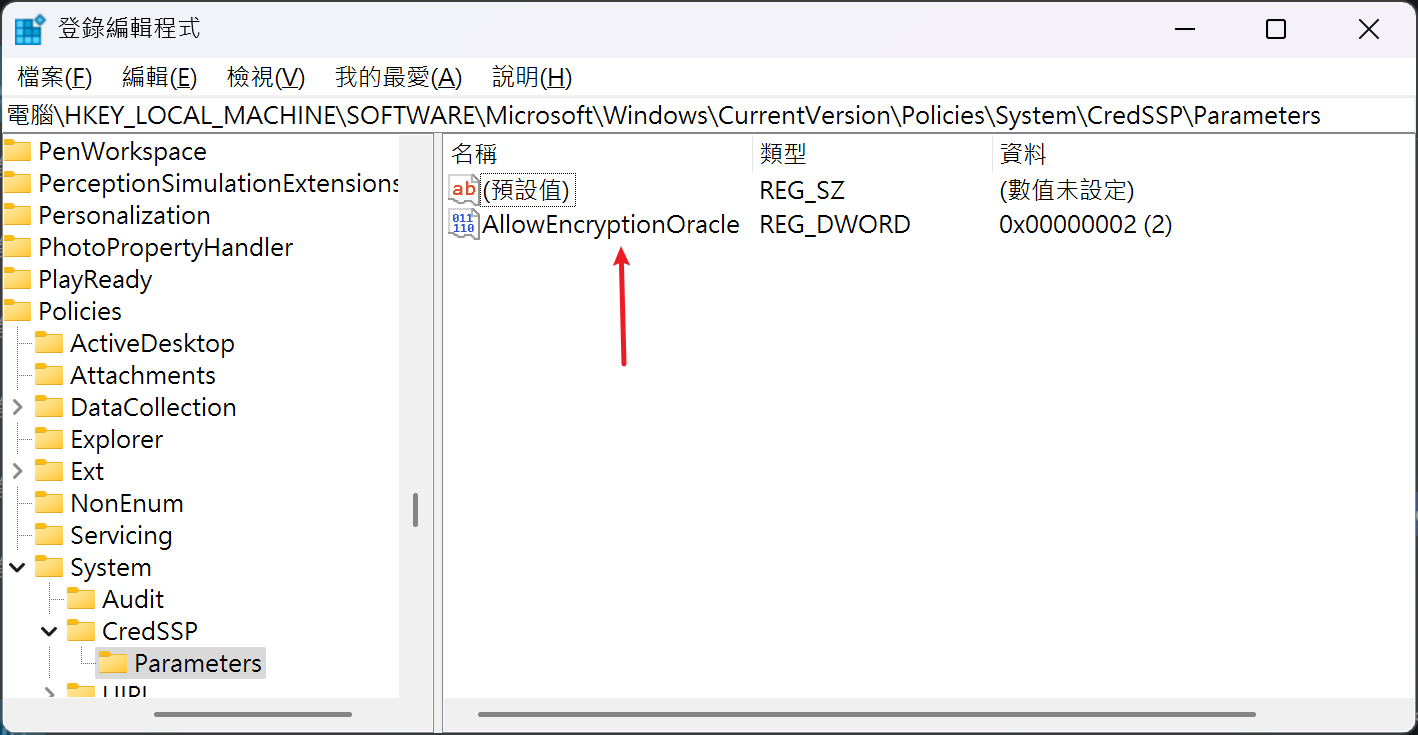 登錄編輯程式
檔案(F) 編輯(E) 檢視(V) 我的最愛(A) 說明(H)
電腦\HKEY_LOCAL_MACHINE\SOFTWARE\Microsoft\Windows\CurrentVersion\Policies\System\CredSSP\Parameters
PenWorkspace
PerceptionSimulationExtensions
Personalization
PhotoPropertyHandler
PlayReady
Policies
ActiveDesktop
Attachments
DataCollection
Explorer
Ext
NonEnum
Servicing
System
Audit
CredSSP
Parameters
名稱 類型 資料
ab (預設值) REG_SZ (數值未設定)
011
110 AllowEncryptionOracle REG_DWORD 0x00000002 (2)